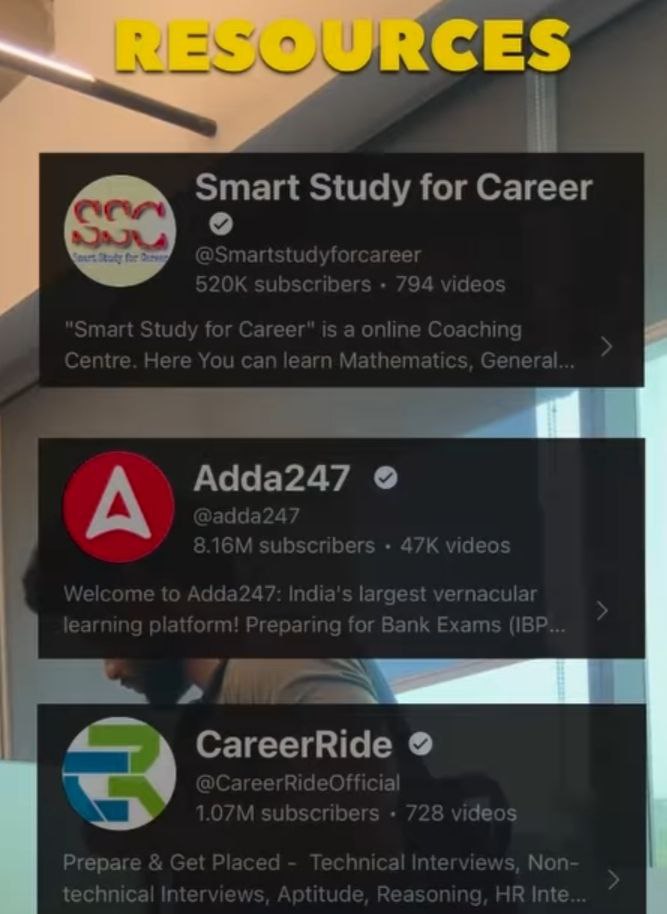 RESOURCES
SSC
Smart Study for Career
Smart Study for Career
@Smartstudyforcareer
520K subscribers • 794 videos
"Smart Study for Career" is a online Coaching
Centre. Here You can learn Mathematics, General...
Adda247
@adda247
8.16M subscribers • 47K videos
Welcome to Adda247: India's largest vernacular
learning platform! Preparing for Bank Exams (IBP...
CareerRide
@CareerRideOfficial
1.07M subscribers • 728 videos
Prepare & Get Placed - Technical Interviews, Non-
technical Interviews, Aptitude, Reasoning, HR Inte...